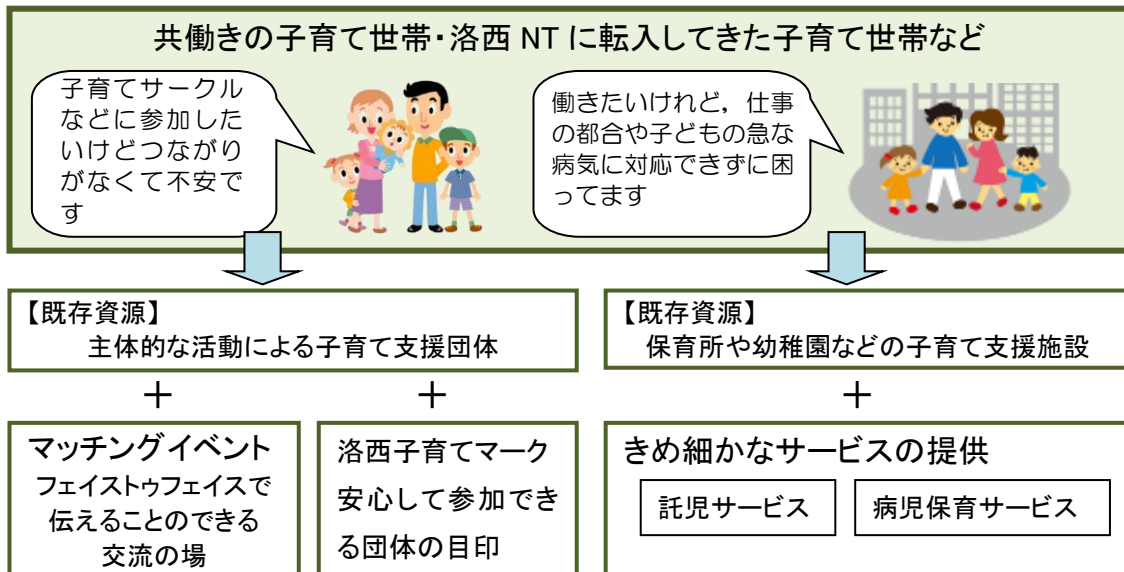 共働きの子育て世帯・洛西 NT に転入してきた子育て世帯など
子育てサークル
などに参加した
いけどつながり
がなくて不安で
す
働きたいけれど，仕事
の都合や子どもの急な
病気に対応できずに困
ってます
【既存資源】
主体的な活動による子育て支援団体
【既存資源】
保育所や幼稚園などの子育て支援施設
＋
＋
＋
マッチングイベント
フェイストゥフェイスで
伝えることのできる
交流の場
洛西子育てマーク
安心して参加でき
る団体の目印
きめ細かなサービスの提供
託児サービス
病児保育サービス